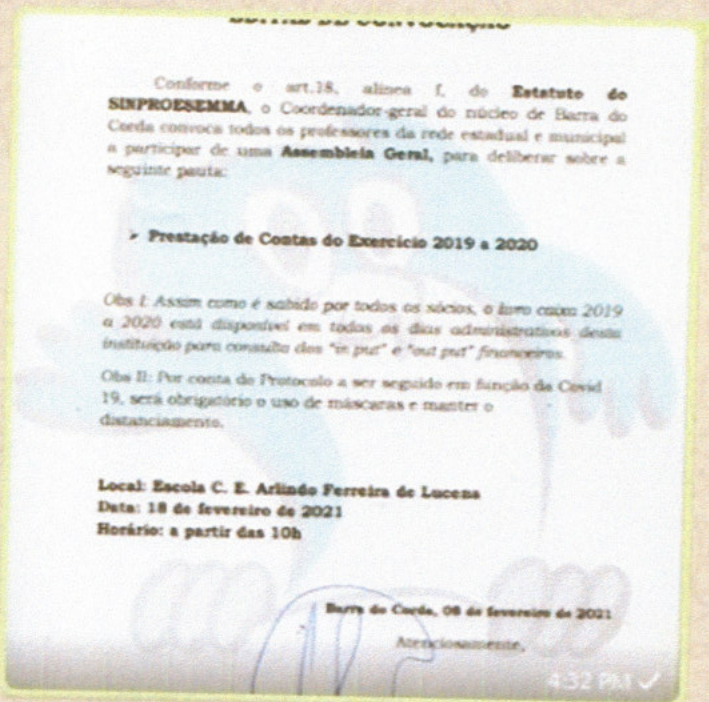 EDITAL DE CONVOCAÇÃO
Conforme o art.18, alínea f, do Estatuto do
SINPROESEMMA, o Coordenador-geral do núcleo de Barra do
Corda convoca todos os professores da rede estadual e municipal
a participar de uma Assembleia Geral, para deliberar sobre a
seguinte pauta:
➤ Prestação de Contas do Exercício 2019 a 2020
Obs I: Assim como é sabido por todos os sócios, o livro caixa 2019
a 2020 está disponível em todos os dias administrativos desta
instituição para consulta dos "in put" e "out put" financeiros.
Obs II: Por conta do Protocolo a ser seguido em função da Covid
19, será obrigatório o uso de máscaras e manter o
distanciamento.
Local: Escola C. E. Arlindo Ferreira de Lucena
Data: 18 de fevereiro de 2021
Horário: a partir das 10h
Barra do Corda, 08 de fevereiro de 2021
Atenciosamente,
4:32 PM ✓